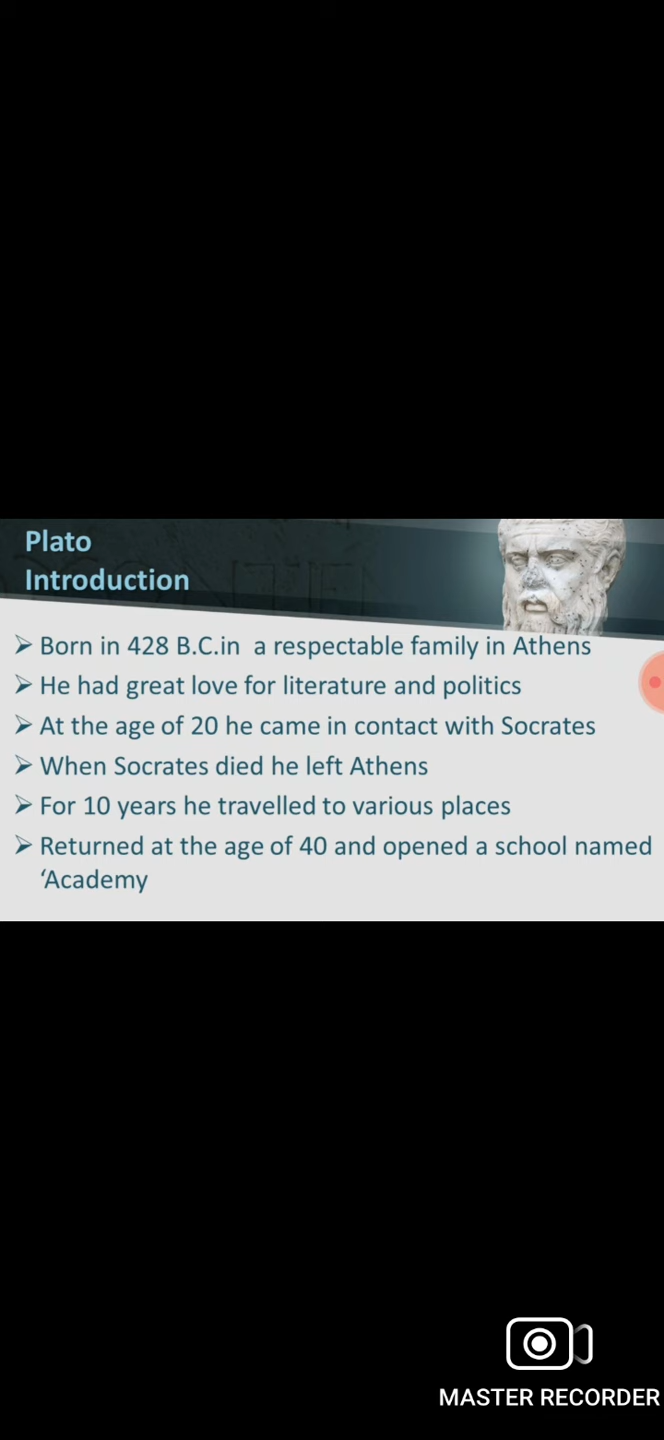 Plato
Introduction
➢ Born in 428 B.C.in  a respectable family in Athens
➢ He had great love for literature and politics
➢ At the age of 20 he came in contact with Socrates
➢ When Socrates died he left Athens
➢ For 10 years he travelled to various places
➢ Returned at the age of 40 and opened a school named
‘Academy
MASTER RECORDER